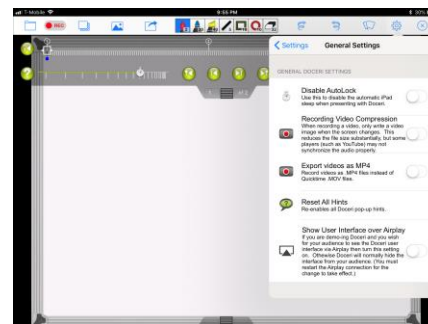 T-Mobile
9:55 PM
30%
REC
Settings
General Settings
GENERAL DOCERI SETTINGS
Disable AutoLock
Use this to disable the automatic iPad
sleep when presenting with Doceri.
Recording Video Compression
When recording a video, only write a video
image when the screen changes. This
reduces the file size substantially, but some
players (such as YouTube) may not
synchronize the audio properly.
Export videos as MP4
Record videos as .MP4 files instead of
Quicktime .MOV files.
Reset All Hints
Re-enables all Doceri pop-up hints.
Show User Interface over Airplay
If you are demo-ing Doceri and you wish
for your audience to see the Doceri user
interface via Airplay then turn this setting
on. Otherwise Doceri will normally hide the
interface from your audience. (You must
restart the Airplay connection for the
change to take effect.)